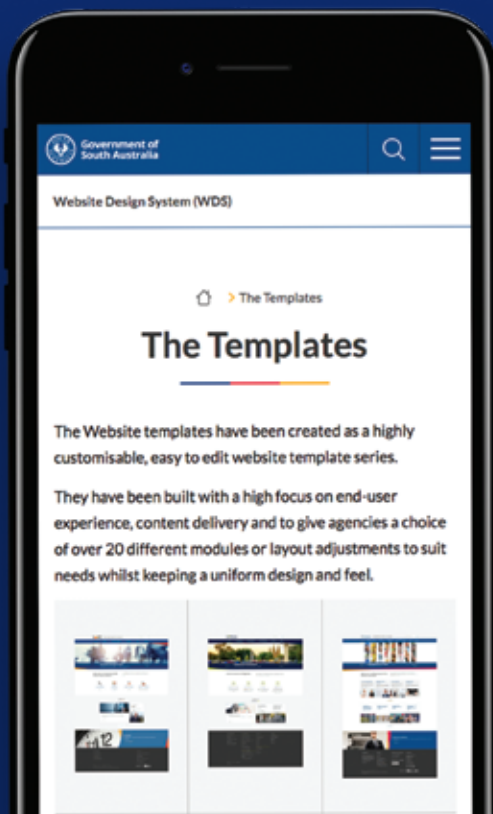 Government of
South Australia
Website Design System (WDS)
> The Templates
The Templates
The Website templates have been created as a highly
customisable, easy to edit website template series.
They have been built with a high focus on end-user
experience, content delivery and to give agencies a choice
of over 20 different modules or layout adjustments to suit
needs whilst keeping a uniform design and feel.
12